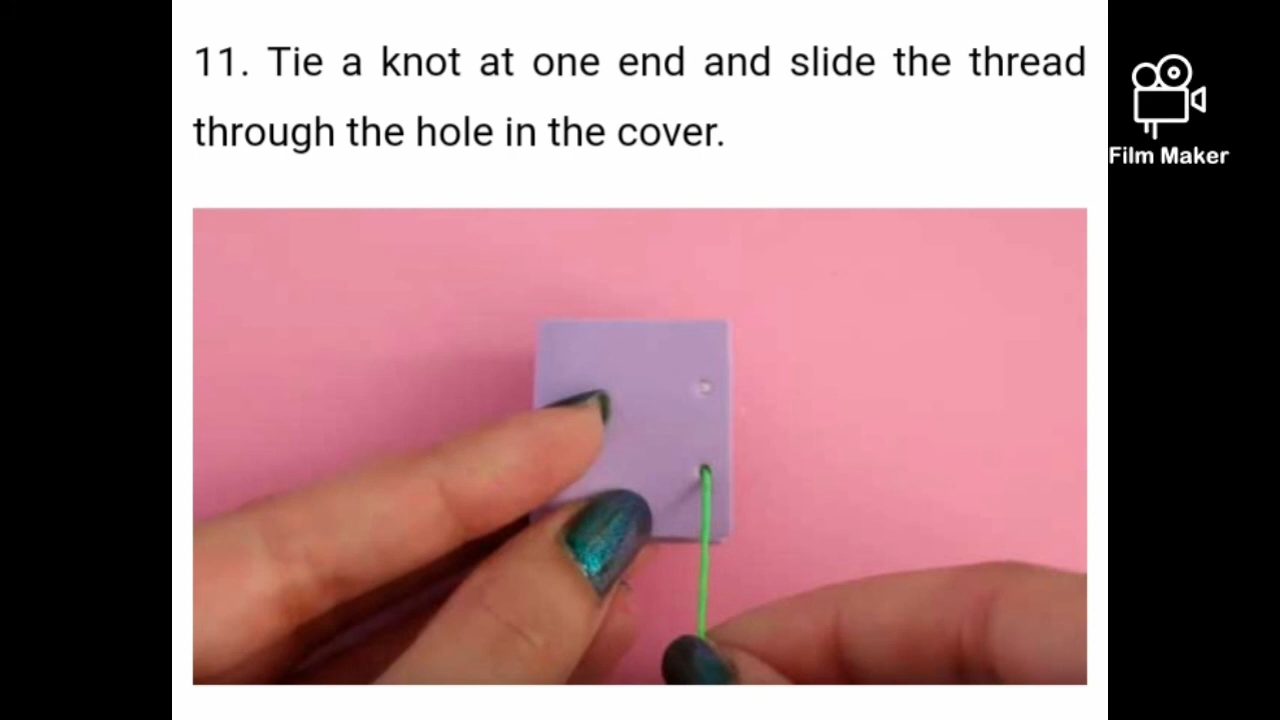 11. Tie a knot at one end and slide the thread
through the hole in the cover.
Film Maker